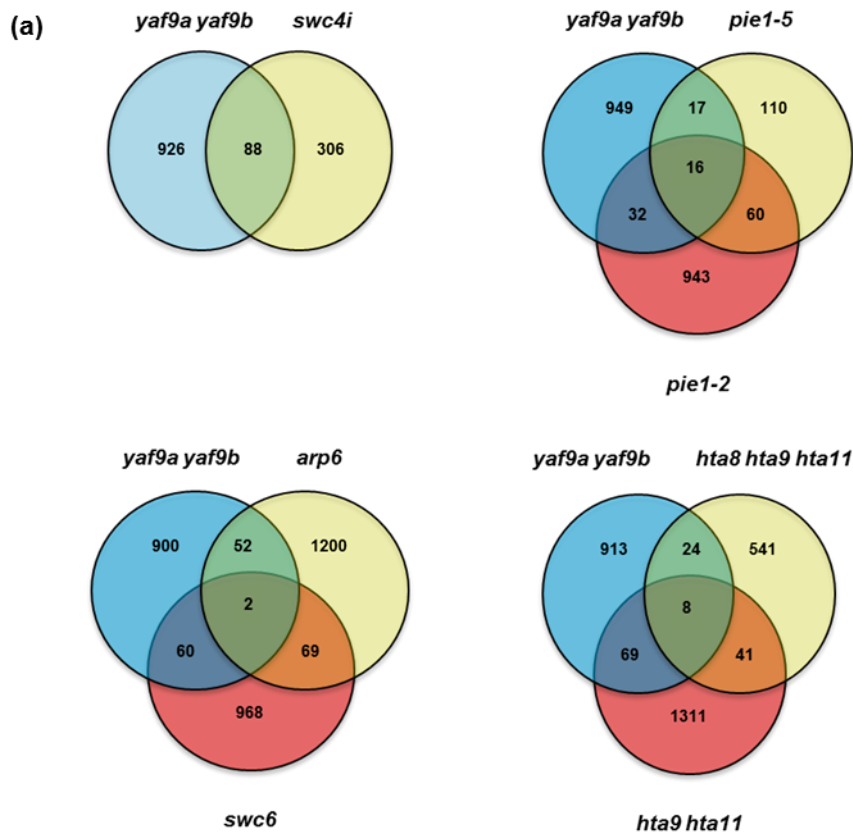 (a)
yaf9a yaf9b swc4i
926 88 306
yaf9a yaf9b pie1-5
949 17 110
16
32 60
943
pie1-2
yaf9a yaf9b arp6
900 52 1200
2
60 69
968
swc6
yaf9a yaf9b hta8 hta9 hta11
913 24 541
8
69 41
1311
hta9 hta11